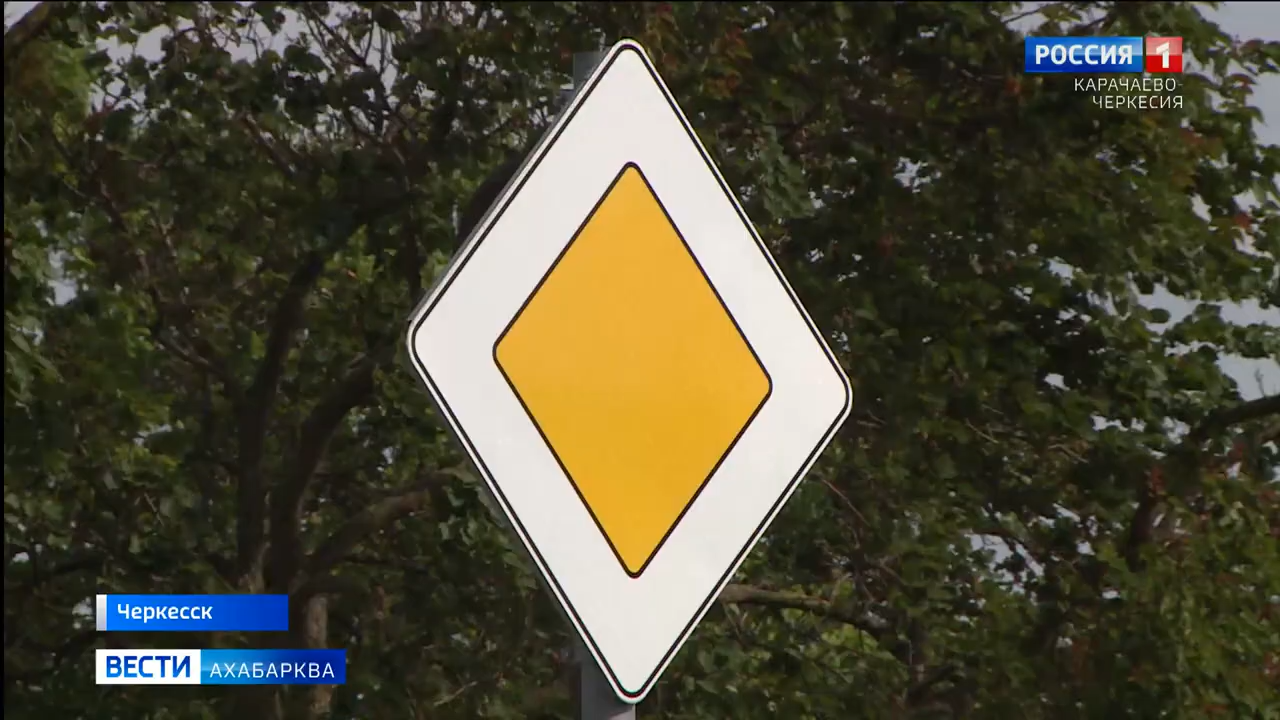 РОССИЯ 1
КАРАЧАЕВО-
ЧЕРКЕСИЯ
Черкесск
ВЕСТИ АХАБАРКВА